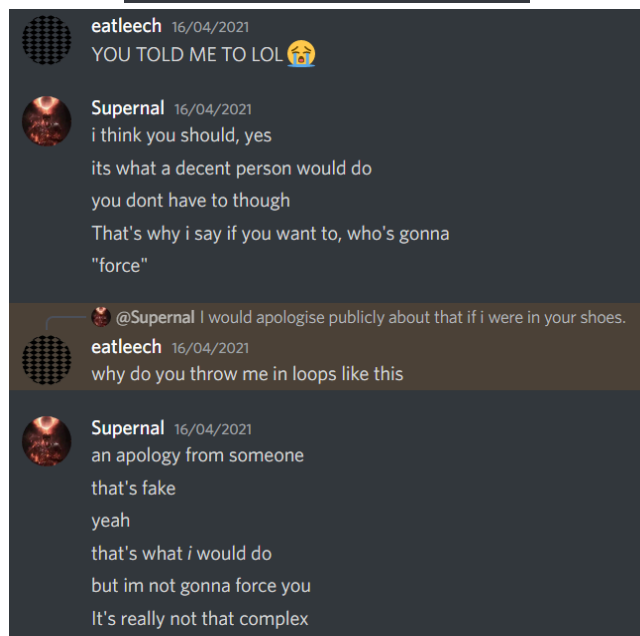 eatleech 16/04/2021
YOU TOLD ME TO LOL 😭
Supernal 16/04/2021
i think you should, yes
its what a decent person would do
you dont have to though
That's why i say if you want to, who's gonna
"force"
@Supernal I would apologise publicly about that if i were in your shoes.
eatleech 16/04/2021
why do you throw me in loops like this
Supernal 16/04/2021
an apology from someone
that's fake
yeah
that's what i would do
but im not gonna force you
It's really not that complex